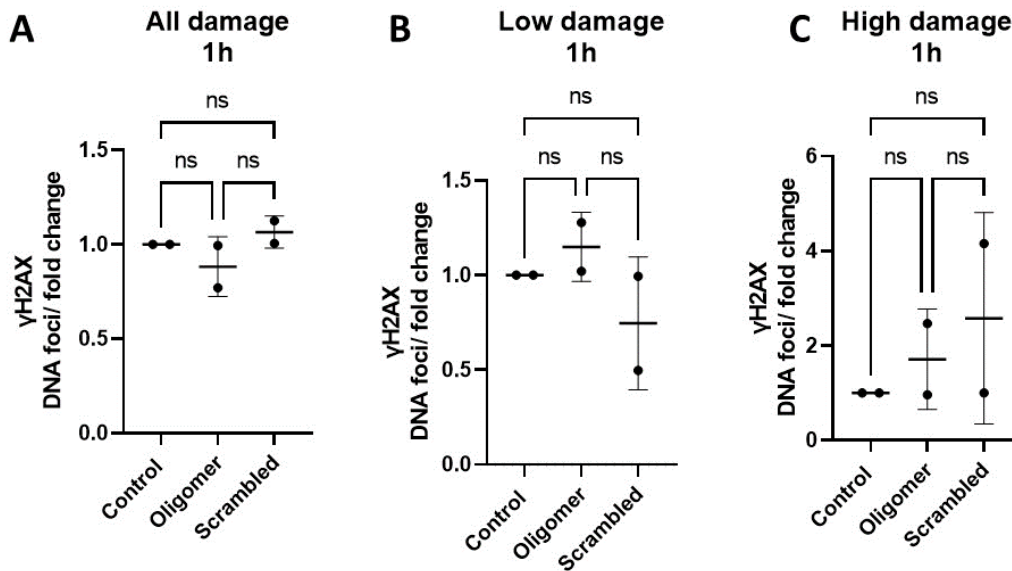 A
All damage
1h
ns
ns
ns
1.5
1.0
0.5
0.0
γH2AX
DNA foci/ fold change
Control
Oligomer
Scrambled
B
Low damage
1h
ns
ns
ns
1.5
1.0
0.5
0.0
γH2AX
DNA foci/ fold change
Control
Oligomer
Scrambled
C
High damage
1h
ns
ns
ns
6
4
2
0
γH2AX
DNA foci/ fold change
Control
Oligomer
Scrambled